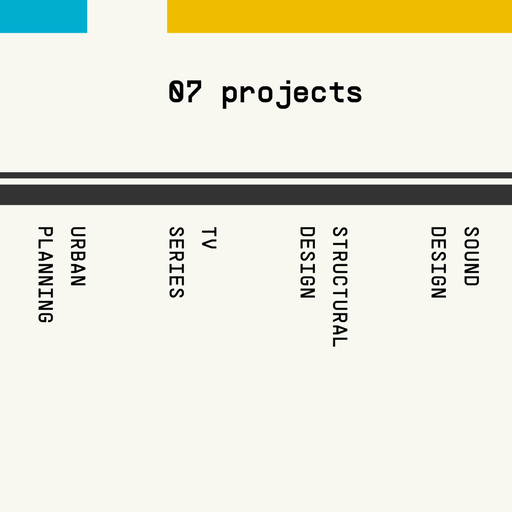 07 projects
SOUND
DESIGN
STRUCTURAL
DESIGN
TV
SERIES
URBAN
PLANNING